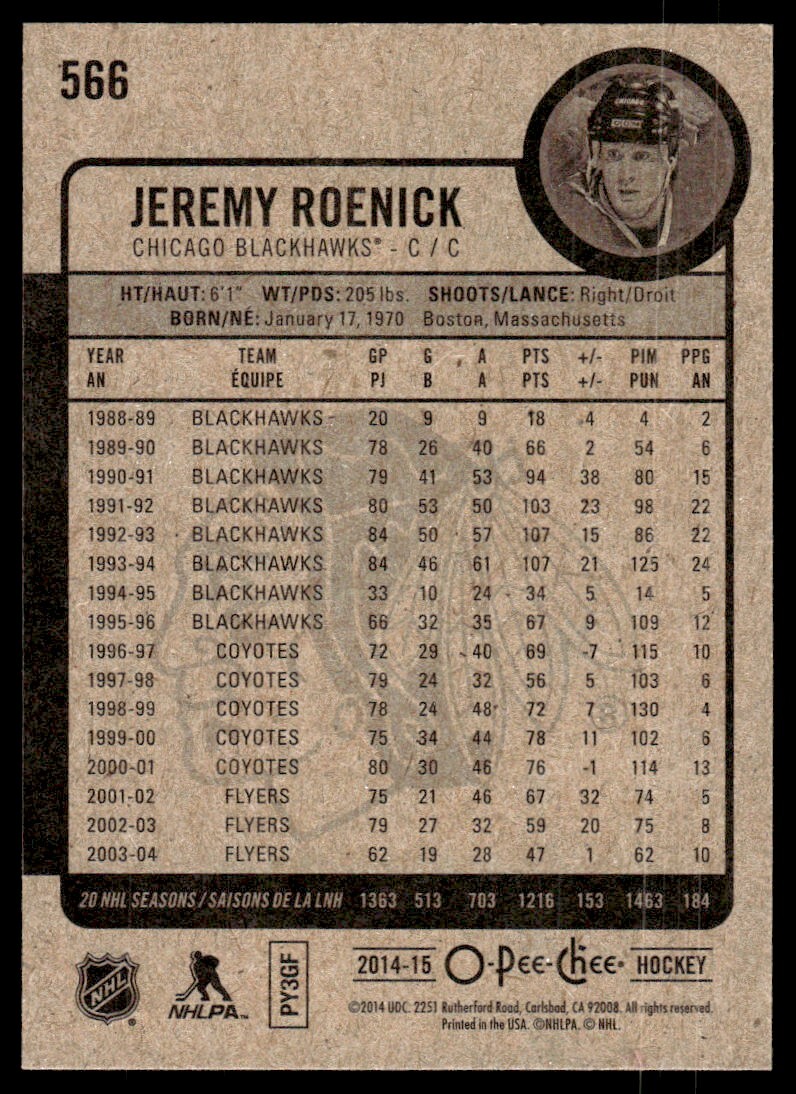 566
CHICAGO
JEREMY ROENICK
CHICAGO BLACKHAWKS® - C / C
HT/HAUT: 6'1" WT/PDS: 205 lbs. SHOOTS/LANCE: Right/Droit
BORN/NÉ: January 17, 1970 Boston, Massachusetts
YEAR TEAM GP G A PTS +/- PIM PPG
AN ÉQUIPE PJ B A PTS +/- PUN AN
1988-89 BLACKHAWKS 20 9 9 18 4 4 2
1989-90 BLACKHAWKS 78 26 40 66 2 54 6
1990-91 BLACKHAWKS 79 41 53 94 38 80 15
1991-92 BLACKHAWKS 80 53 50 103 23 98 22
1992-93 BLACKHAWKS 84 50 57 107 15 86 22
1993-94 BLACKHAWKS 84 46 61 107 21 125 24
1994-95 BLACKHAWKS 33 10 24 34 5 14 5
1995-96 BLACKHAWKS 66 32 35 67 9 109 12
1996-97 COYOTES 72 29 40 69 -7 115 10
1997-98 COYOTES 79 24 32 56 5 103 6
1998-99 COYOTES 78 24 48 72 7 130 4
1999-00 COYOTES 75 34 44 78 11 102 6
2000-01 COYOTES 80 30 46 76 -1 114 13
2001-02 FLYERS 75 21 46 67 32 74 5
2002-03 FLYERS 79 27 32 59 20 75 8
2003-04 FLYERS 62 19 28 47 1 62 10
20 NHL SEASONS/SAISONS DE LA LNH 1363 513 703 1216 153 1463 184
NHL ®
NHLPA™
PY3GF
2014-15 O-Pee-Chee® HOCKEY
©2014 UDC. 2251 Rutherford Road, Carlsbad, CA 92008. All rights reserved.
Printed in the USA. ©NHLPA. © NHL.